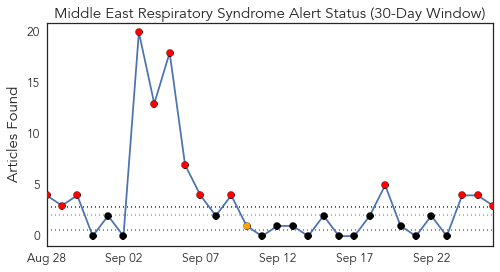 Middle East Respiratory Syndrome Alert Status (30-Day Window)
Articles Found
20
15
10
5
0
Aug 28 Sep 02 Sep 07 Sep 12 Sep 17 Sep 22